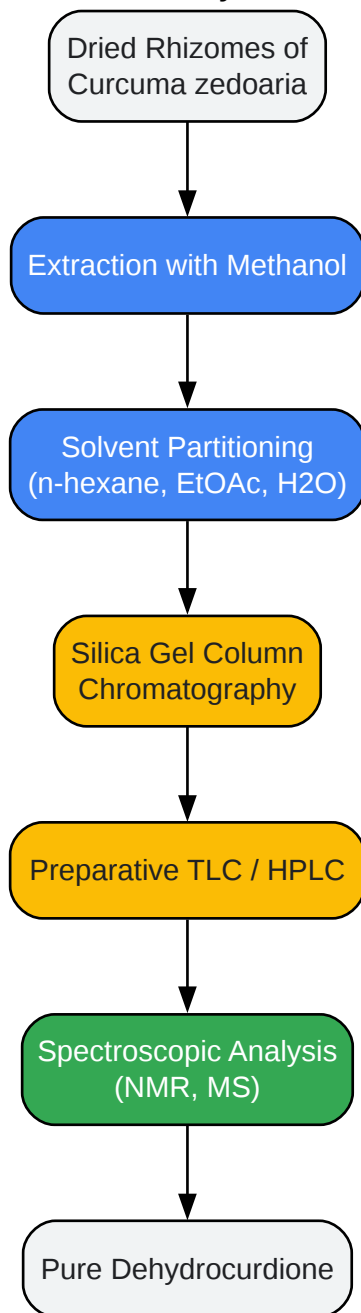 Dried Rhizomes of
Curcuma zedoaria
Extraction with Methanol
Solvent Partitioning
(n-hexane, EtOAc, H2O)
Silica Gel Column
Chromatography
Preparative TLC / HPLC
Spectroscopic Analysis
(NMR, MS)
Pure Dehydrocurdione